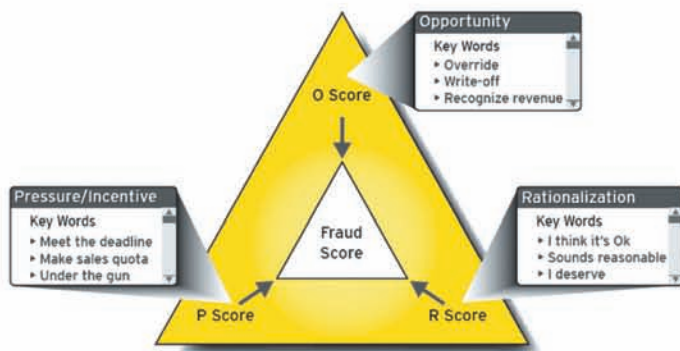 Opportunity
Key Words
▸ Override
▸ Write-off
▸ Recognize revenue
O Score
Pressure/Incentive
Key Words
▸ Meet the deadline
▸ Make sales quota
▸ Under the gun
Rationalization
Key Words
▸ I think it's Ok
▸ Sounds reasonable
▸ I deserve
Fraud
Score
P Score
R Score